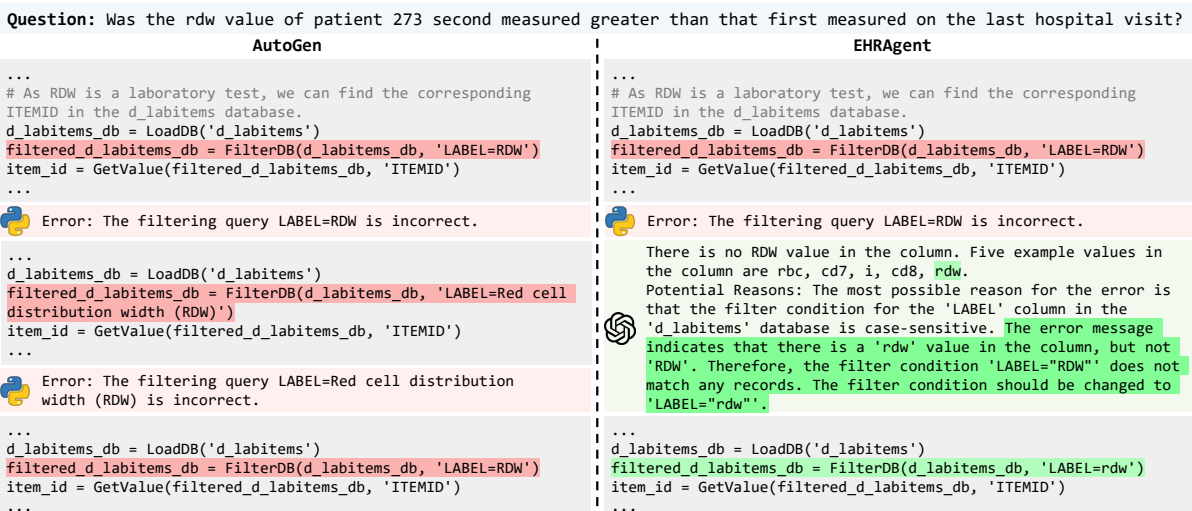 Question: Was the rdw value of patient 273 second measured greater than that first measured on the last hospital visit?
AutoGen
...
# As RDW is a laboratory test, we can find the corresponding
ITEMID in the d_labitems database.
d_labitems_db = LoadDB('d_labitems')
filtered_d_labitems_db = FilterDB(d_labitems_db, 'LABEL=RDW')
item_id = GetValue(filtered_d_labitems_db, 'ITEMID')
...
Error: The filtering query LABEL=RDW is incorrect.
...
d_labitems_db = LoadDB('d_labitems')
filtered_d_labitems_db = FilterDB(d_labitems_db, 'LABEL=Red cell
distribution width (RDW)')
item_id = GetValue(filtered_d_labitems_db, 'ITEMID')
...
Error: The filtering query LABEL=Red cell distribution
width (RDW) is incorrect.
...
d_labitems_db = LoadDB('d_labitems')
filtered_d_labitems_db = FilterDB(d_labitems_db, 'LABEL=RDW')
item_id = GetValue(filtered_d_labitems_db, 'ITEMID')
...
EHRAgent
...
# As RDW is a laboratory test, we can find the corresponding
ITEMID in the d_labitems database.
d_labitems_db = LoadDB('d_labitems')
filtered_d_labitems_db = FilterDB(d_labitems_db, 'LABEL=RDW')
item_id = GetValue(filtered_d_labitems_db, 'ITEMID')
...
Error: The filtering query LABEL=RDW is incorrect.
There is no RDW value in the column. Five example values in
the column are rbc, cd7, i, cd8, rdw.
Potential Reasons: The most possible reason for the error is
that the filter condition for the 'LABEL' column in the
'd_labitems' database is case-sensitive. The error message
indicates that there is a 'rdw' value in the column, but not
'RDW'. Therefore, the filter condition 'LABEL="RDW"' does not
match any records. The filter condition should be changed to
'LABEL="rdw"'.
...
d_labitems_db = LoadDB('d_labitems')
filtered_d_labitems_db = FilterDB(d_labitems_db, 'LABEL=rdw')
item_id = GetValue(filtered_d_labitems_db, 'ITEMID')
...